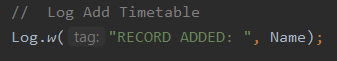 //  Log Add Timetable
Log.w( tag: "RECORD ADDED: ", Name);